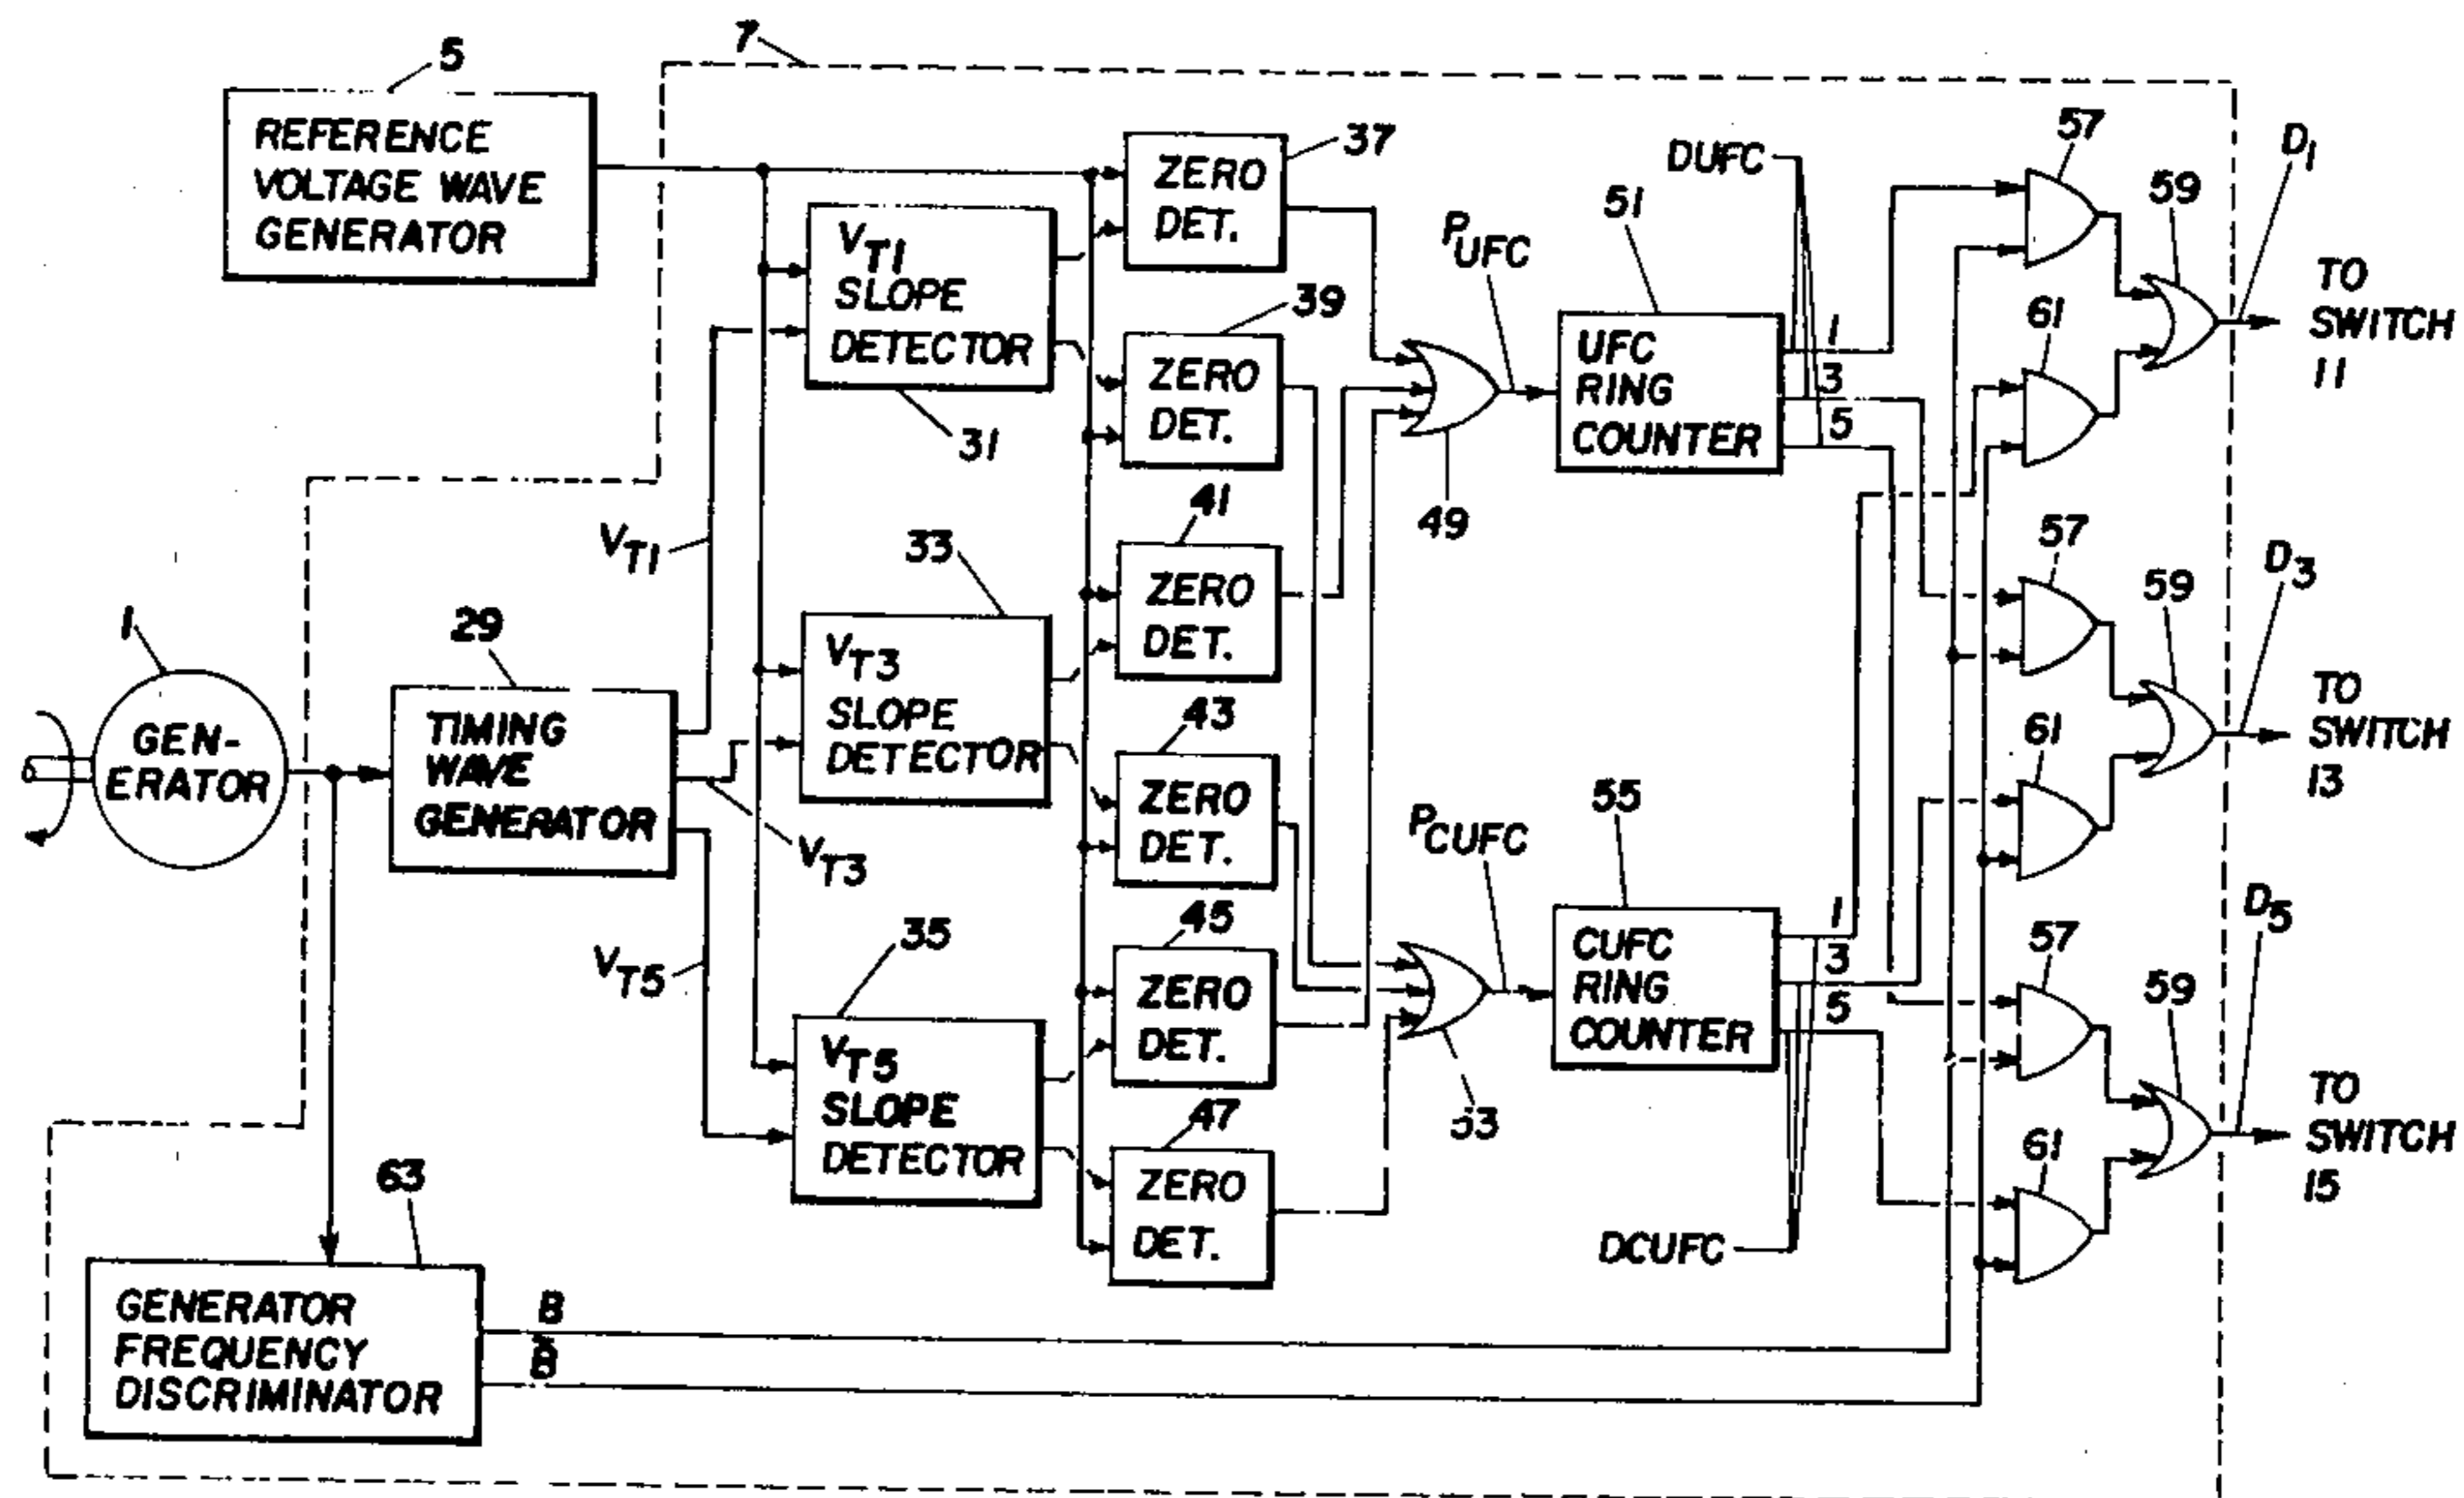 5
7
REFERENCE
VOLTAGE WAVE
GENERATOR
37
ZERO
DET.
VT1
SLOPE
DETECTOR
31
39
ZERO
DET.
PUFC
DUFC
51
UFC
RING
COUNTER
1
3
5
49
57
59
D1
TO
SWITCH
11
61
VT1
33
41
ZERO
DET.
VT3
SLOPE
DETECTOR
43
ZERO
DET.
1
GEN-
ERATOR
29
TIMING
WAVE
GENERATOR
VT3
VT5
57
59
D3
TO
SWITCH
13
61
35
VT5
SLOPE
DETECTOR
45
ZERO
DET.
47
ZERO
DET.
PCUFC
55
CUFC
RING
COUNTER
1
3
5
53
DCUFC
57
59
D5
TO
SWITCH
15
61
63
GENERATOR
FREQUENCY
DISCRIMINATOR
B
B̅